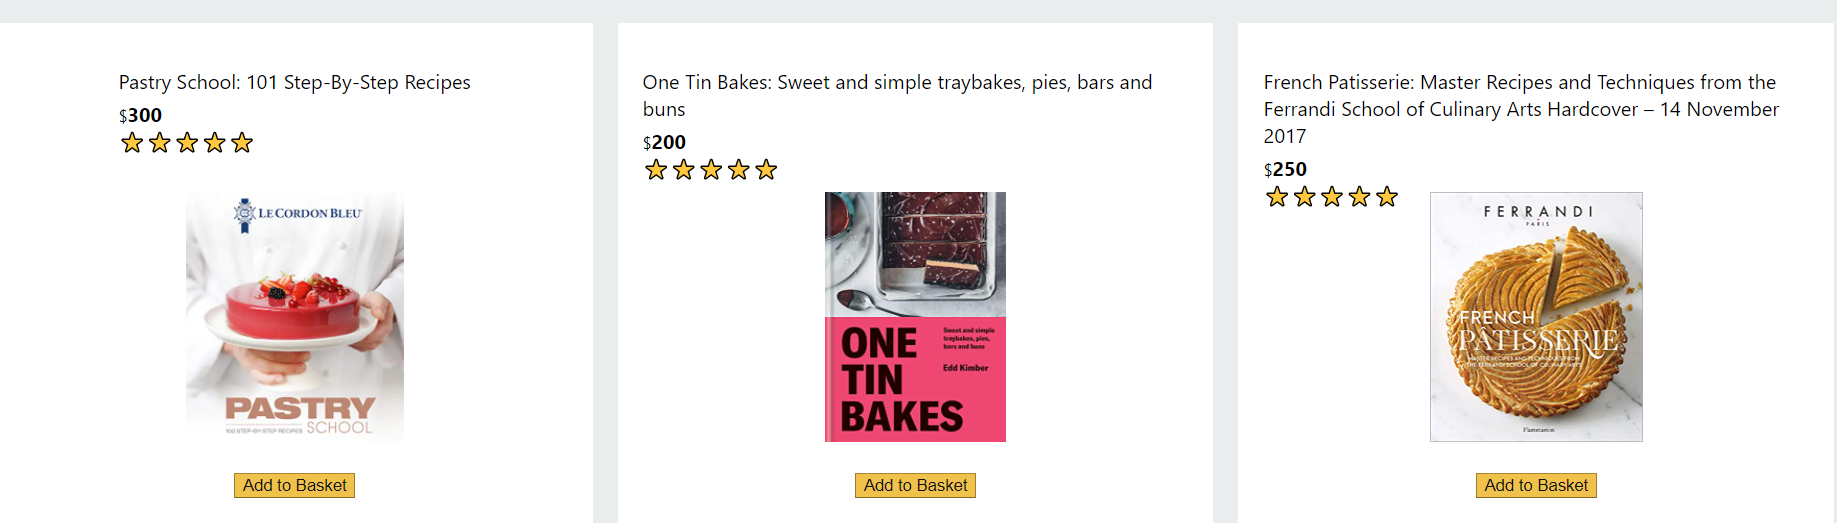 Pastry School: 101 Step-By-Step Recipes
$300
LE CORDON BLEU
PASTRY
100 STEP-BY-STEP RECIPES SCHOOL
Add to Basket
One Tin Bakes: Sweet and simple traybakes, pies, bars and
buns
$200
ONE
TIN
BAKES
Sweet and simple
traybakes, pies,
bars and buns
Edd Kimber
Add to Basket
French Patisserie: Master Recipes and Techniques from the
Ferrandi School of Culinary Arts Hardcover – 14 November
2017
$250
FERRANDI
PARIS
FRENCH
PÂTISSERIE
MASTER RECIPES AND TECHNIQUES FROM
THE FERRANDI SCHOOL OF CULINARY ARTS
Flammarion
Add to Basket